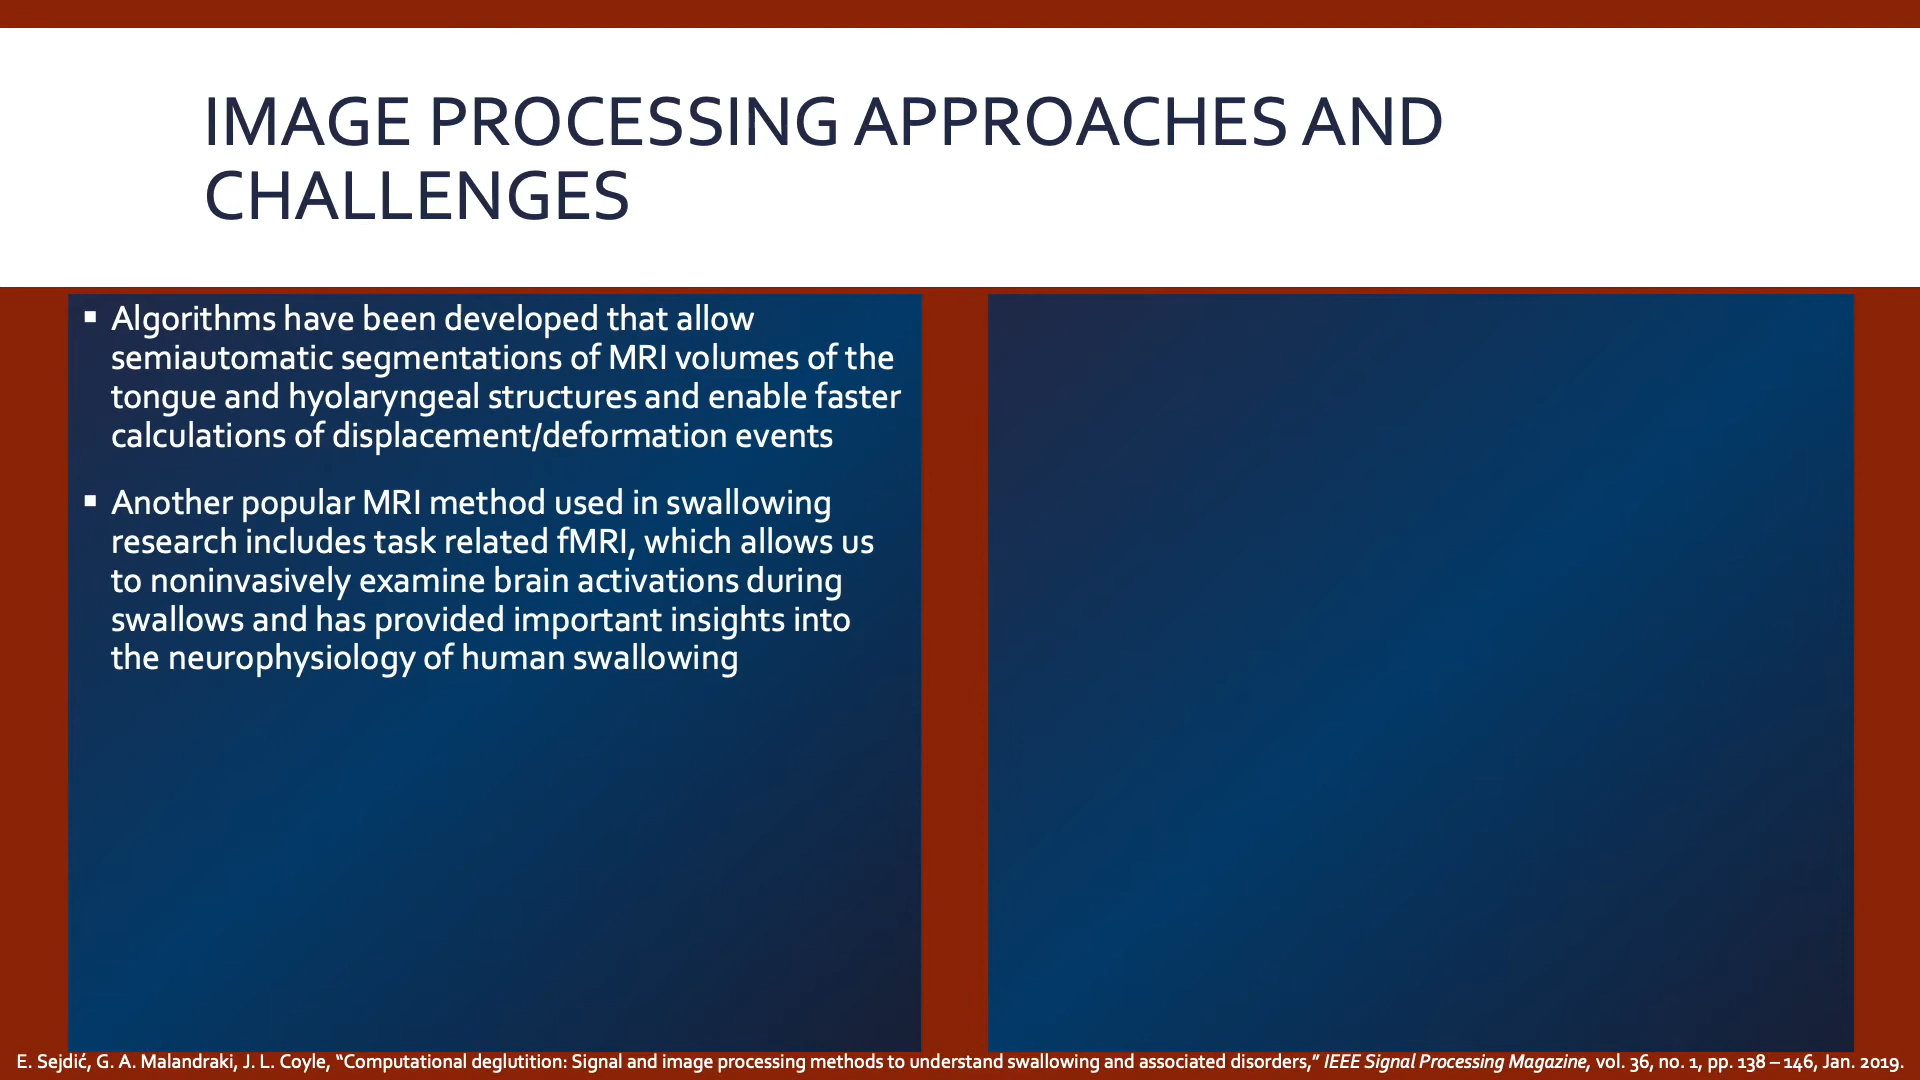 IMAGE PROCESSING APPROACHES AND
CHALLENGES
▪ Algorithms have been developed that allow
semiautomatic segmentations of MRI volumes of the
tongue and hyolaryngeal structures and enable faster
calculations of displacement/deformation events
▪ Another popular MRI method used in swallowing
research includes task related fMRI, which allows us
to noninvasively examine brain activations during
swallows and has provided important insights into
the neurophysiology of human swallowing
E. Sejdić, G. A. Malandraki, J. L. Coyle, “Computational deglutition: Signal and image processing methods to understand swallowing and associated disorders,” IEEE Signal Processing Magazine, vol. 36, no. 1, pp. 138 – 146, Jan. 2019.